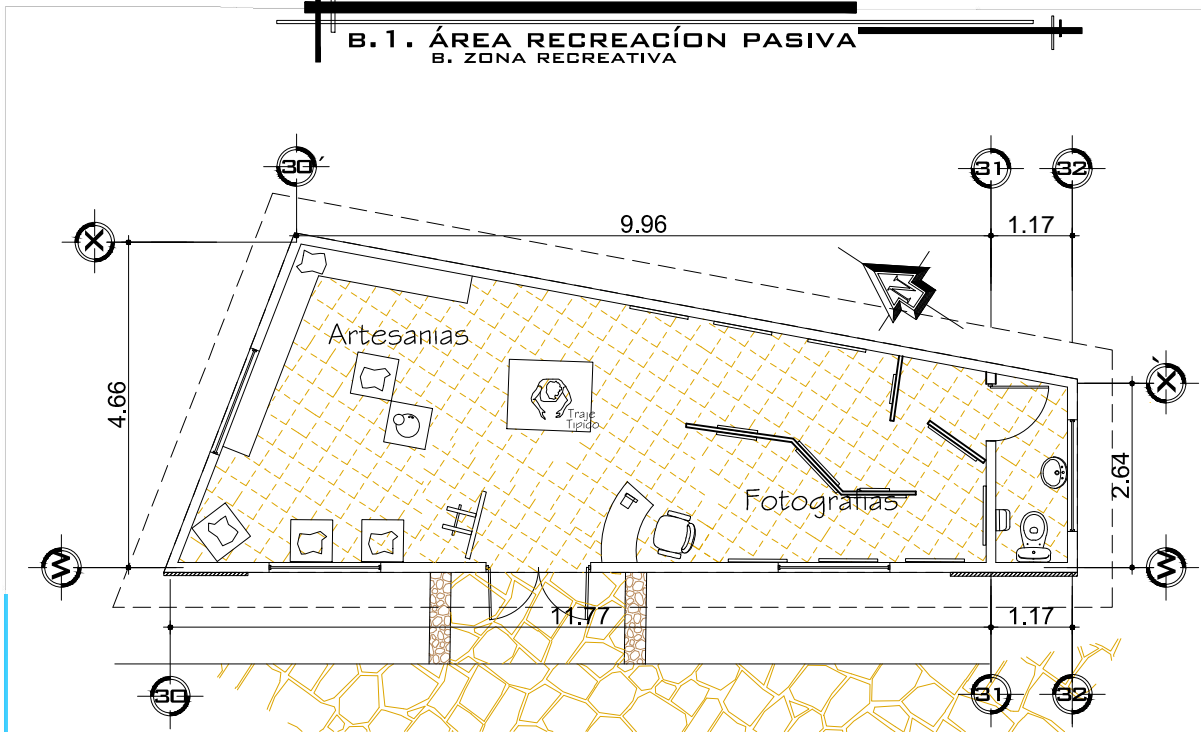 B.1. ÁREA RECREACÍON PASIVA
B. ZONA RECREATIVA
30´
31
32
X
9.96
1.17
N
Artesanias
4.66
X´
Traje
Tipico
2.64
Fotografias
W
W
11.77
1.17
30
31
32